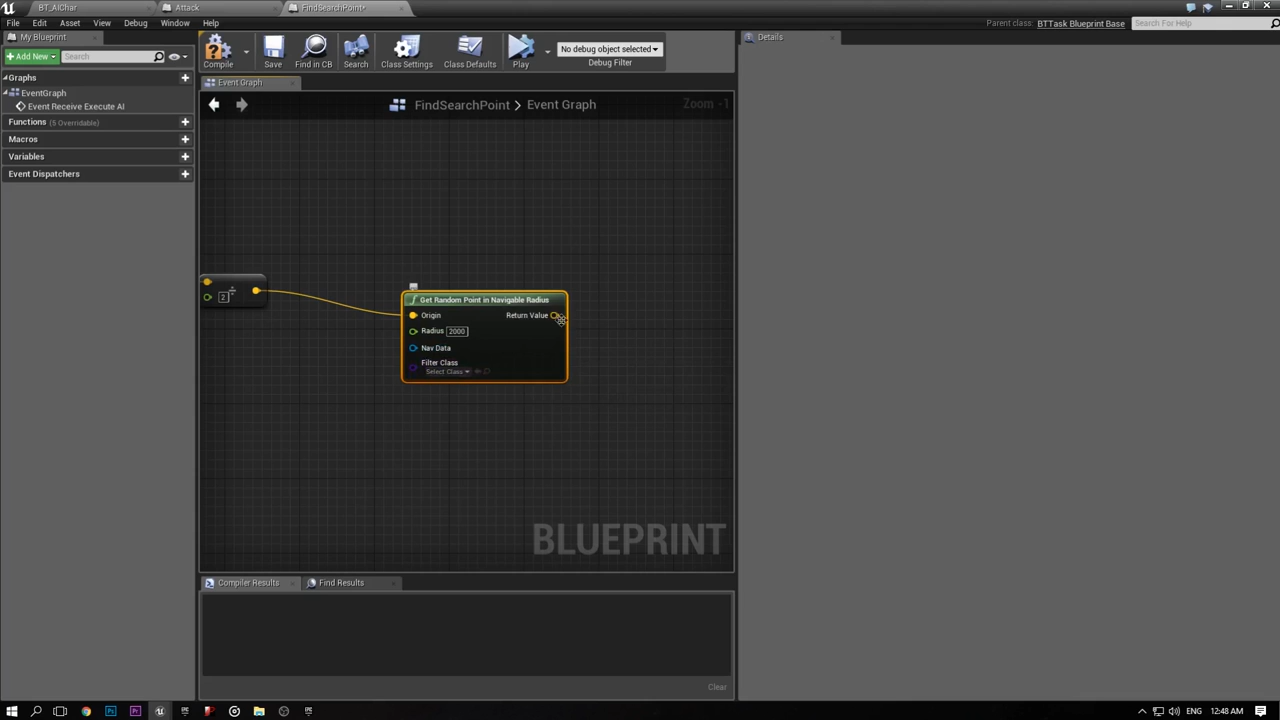 BT_AIChar
Attack
FindSearchPoint*
File Edit Asset View Debug Window Help
Parent class: BTTask Blueprint Base
Search For Help
My Blueprint
Details
Add New
Search
Compile
Save
Find in CB
Search
Class Settings
Class Defaults
Play
No debug object selected
Debug Filter
Graphs
EventGraph
Event Receive Execute AI
Functions (5 Overridable)
Macros
Variables
Event Dispatchers
Event Graph
FindSearchPoint > Event Graph
Zoom -1
2 ÷
Get Random Point in Navigable Radius
Origin
Return Value
Radius 2000
Nav Data
Filter Class
Select Class
BLUEPRINT
Compiler Results
Find Results
Clear
Pr
ENG
12:48 AM